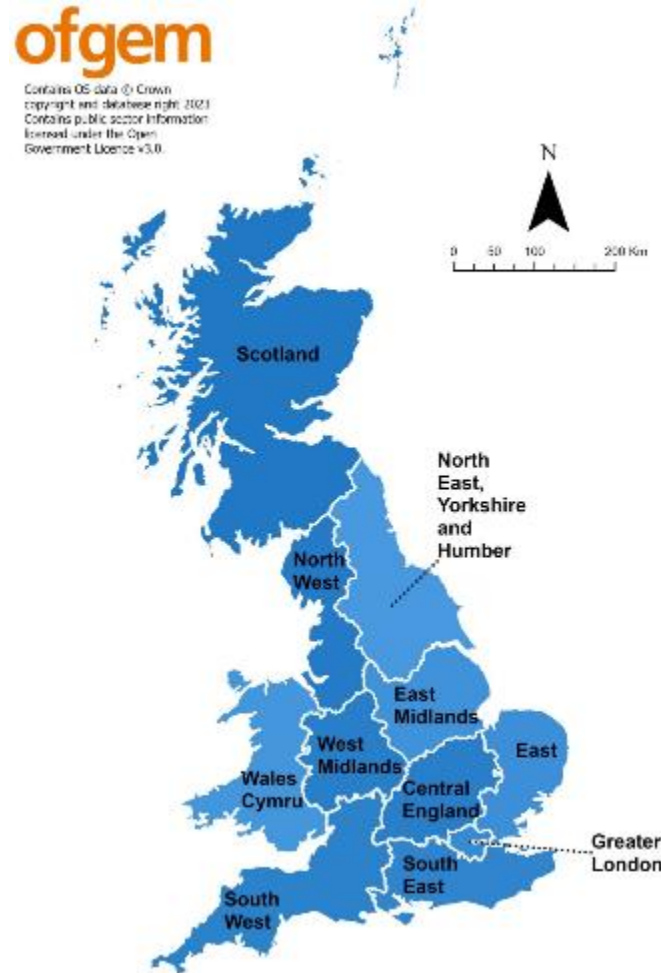 ofgem
Contains OS data © Crown
copyright and database right 2023
Contains public sector information
licensed under the Open
Government Licence v3.0.
N
0 50 100 200 Km
Scotland
North
East,
Yorkshire
and
Humber
North
West
East
Midlands
East
West
Midlands
Wales
Cymru
Central
England
Greater
London
South
East
South
West